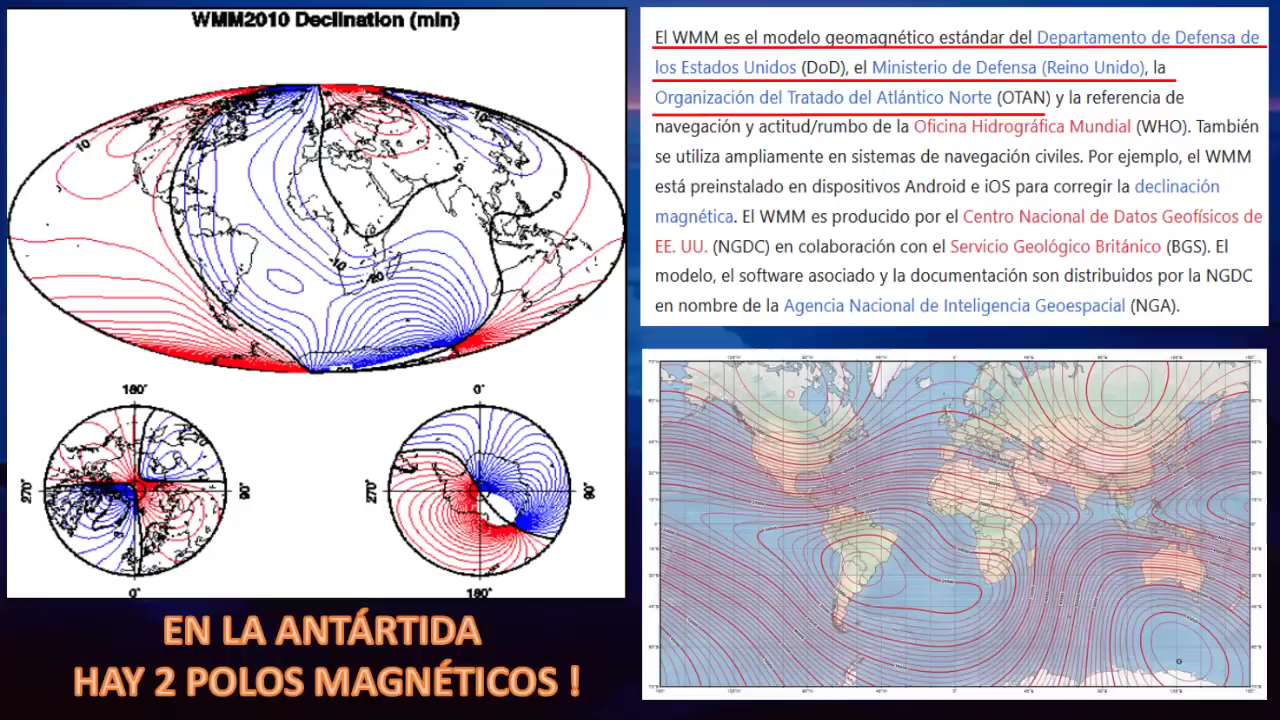 WMM2010 Declination (min)
10
0
-10
-20
180°
0°
270°
90°
270°
90°
0°
180°
EN LA ANTÁRTIDA
HAY 2 POLOS MAGNÉTICOS !
El WMM es el modelo geomagnético estándar del Departamento de Defensa de
los Estados Unidos (DoD), el Ministerio de Defensa (Reino Unido), la
Organización del Tratado del Atlántico Norte (OTAN) y la referencia de
navegación y actitud/rumbo de la Oficina Hidrográfica Mundial (WHO). También
se utiliza ampliamente en sistemas de navegación civiles. Por ejemplo, el WMM
está preinstalado en dispositivos Android e iOS para corregir la declinación
magnética. El WMM es producido por el Centro Nacional de Datos Geofísicos de
EE. UU. (NGDC) en colaboración con el Servicio Geológico Británico (BGS). El
modelo, el software asociado y la documentación son distribuidos por la NGDC
en nombre de la Agencia Nacional de Inteligencia Geoespacial (NGA).